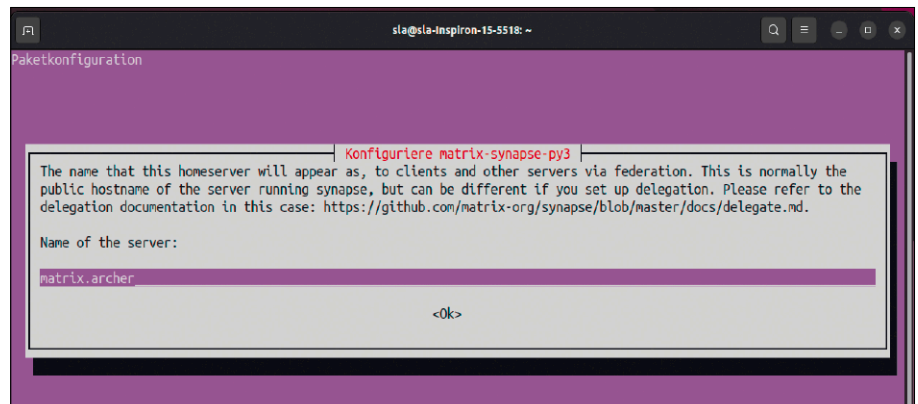 sla@sla-Inspiron-15-5518: ~
Paketkonfiguration
Konfiguriere matrix-synapse-py3
The name that this homeserver will appear as, to clients and other servers via federation. This is normally the
public hostname of the server running synapse, but can be different if you set up delegation. Please refer to the
delegation documentation in this case: https://github.com/matrix-org/synapse/blob/master/docs/delegate.md.
Name of the server:
matrix.archer
<Ok>